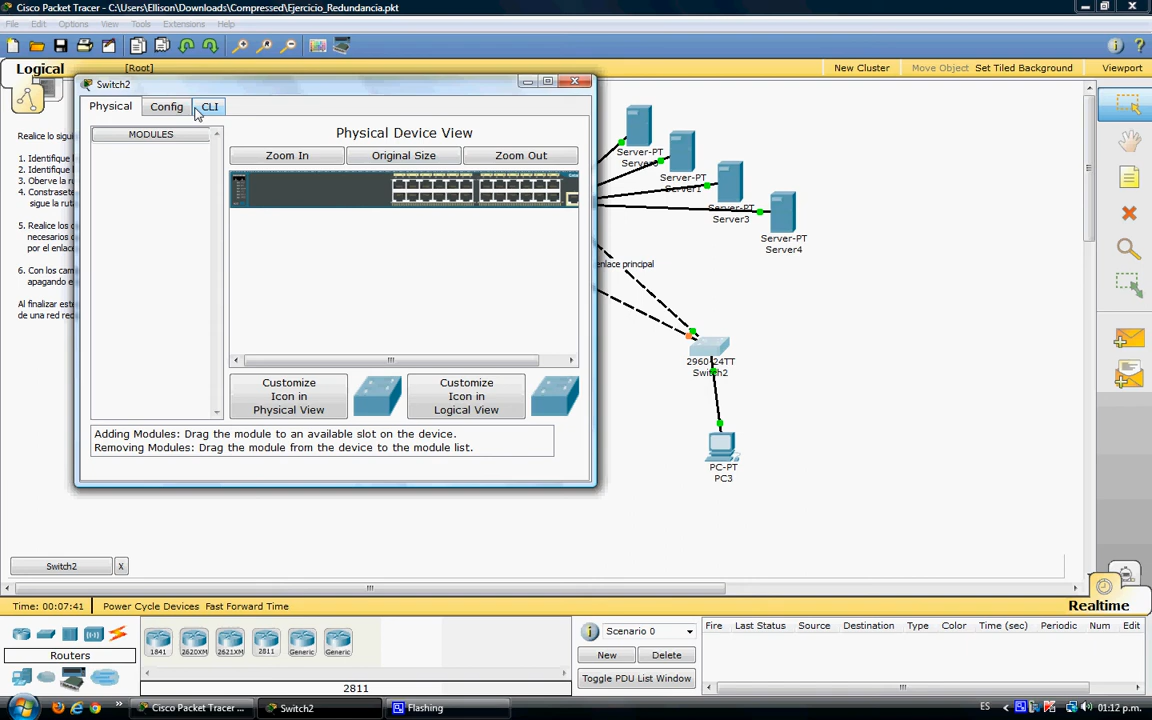 Cisco Packet Tracer - C:\Users\Ellison\Downloads\Compressed\Ejercicio_Redundancia.pkt
File Edit Options View Tools Extensions Help
Logical [Root] New Cluster Move Object Set Tiled Background Viewport
Switch2
Physical Config CLI
MODULES
Physical Device View
Zoom In Original Size Zoom Out
Customize Icon in Physical View
Customize Icon in Logical View
Adding Modules: Drag the module to an available slot on the device.
Removing Modules: Drag the module from the device to the module list.
Realice lo sigui
1. Identifique l
2. Identifique l
3. Oberve la ru
4. Constrasete
sigue la ruta
5. Realice los c
necesarios d
por el enlace
6. Con los cam
apagando e
Al finalizar este
de una red re
Server-PT
Server-PT
Server-PT
Server3
Server-PT
Server4
enlace principal
2960-24TT
Switch2
PC-PT
PC3
Switch2 X
Time: 00:07:41 Power Cycle Devices Fast Forward Time
Realtime
Routers
1841 2620XM 2621XM 2811 Generic Generic
2811
Scenario 0
New Delete
Toggle PDU List Window
Fire Last Status Source Destination Type Color Time (sec) Periodic Num Edit
Cisco Packet Tracer ... Switch2 Flashing
ES 01:12 p.m.